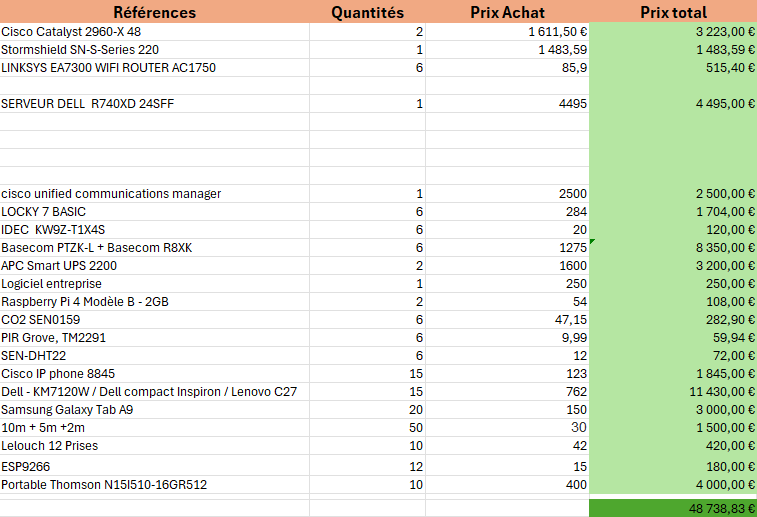 Références Quantités Prix Achat Prix total
Cisco Catalyst 2960-X 48 2 1 611,50 € 3 223,00 €
Stormshield SN-S-Series 220 1 1 483,59 1 483,59 €
LINKSYS EA7300 WIFI ROUTER AC1750 6 85,9 515,40 €
SERVEUR DELL  R740XD 24SFF 1 4495 4 495,00 €
cisco unified communications manager 1 2500 2 500,00 €
LOCKY 7 BASIC 6 284 1 704,00 €
IDEC  KW9Z-T1X4S 6 20 120,00 €
Basecom PTZK-L + Basecom R8XK 6 1275 8 350,00 €
APC Smart UPS 2200 2 1600 3 200,00 €
Logiciel entreprise 1 250 250,00 €
Raspberry Pi 4 Modèle B - 2GB 2 54 108,00 €
CO2 SEN0159 6 47,15 282,90 €
PIR Grove, TM2291 6 9,99 59,94 €
SEN-DHT22 6 12 72,00 €
Cisco IP phone 8845 15 123 1 845,00 €
Dell - KM7120W / Dell compact Inspiron / Lenovo C27 15 762 11 430,00 €
Samsung Galaxy Tab A9 20 150 3 000,00 €
10m + 5m +2m 50 30 1 500,00 €
Lelouch 12 Prises 10 42 420,00 €
ESP9266 12 15 180,00 €
Portable Thomson N15I510-16GR512 10 400 4 000,00 €
48 738,83 €